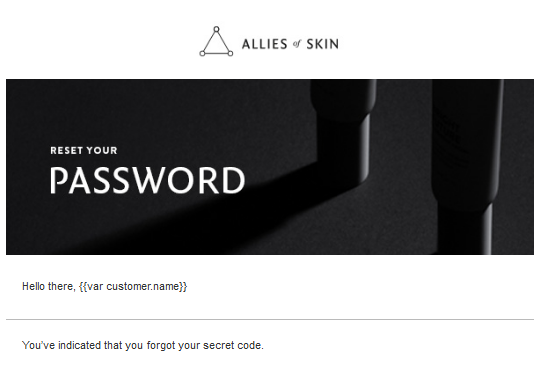 ALLIES of SKIN
RESET YOUR
PASSWORD
Hello there, {{var customer.name}}
You've indicated that you forgot your secret code.